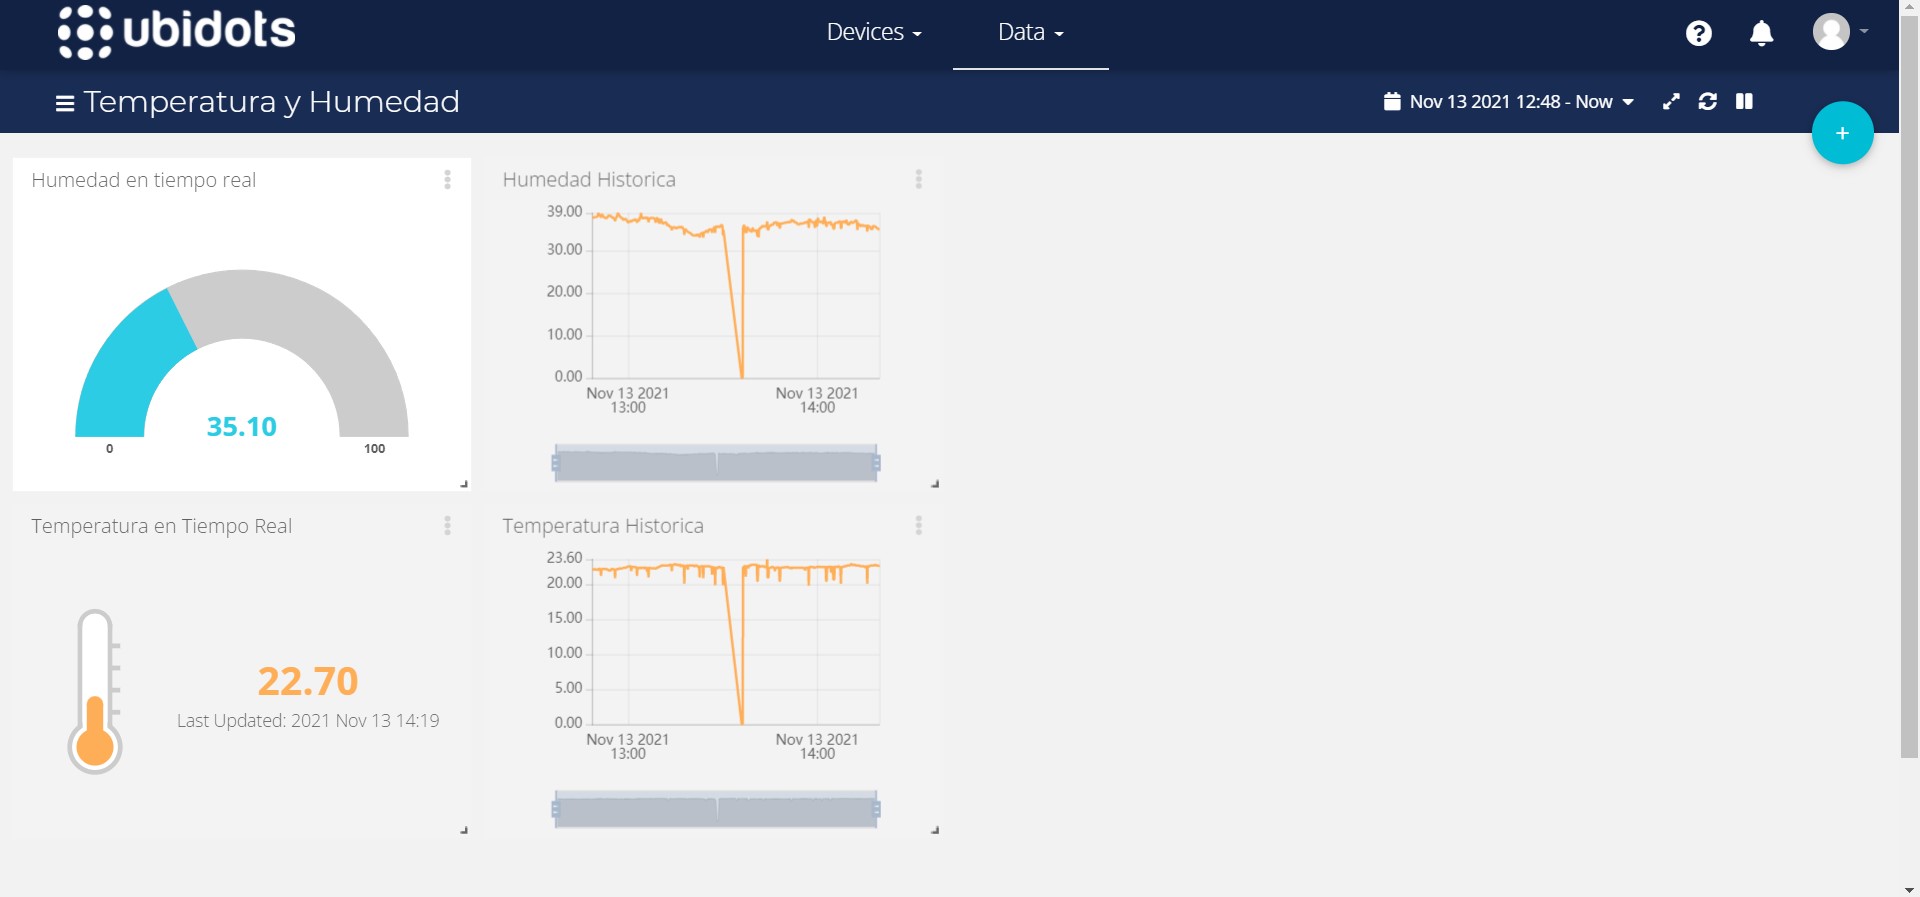 ubidots
Devices
Data
Temperatura y Humedad
Nov 13 2021 12:48 - Now
+
Humedad en tiempo real
35.10
0
100
Humedad Historica
39.00
30.00
20.00
10.00
0.00
Nov 13 2021
13:00
Nov 13 2021
14:00
Temperatura en Tiempo Real
22.70
Last Updated: 2021 Nov 13 14:19
Temperatura Historica
23.60
20.00
15.00
10.00
5.00
0.00
Nov 13 2021
13:00
Nov 13 2021
14:00